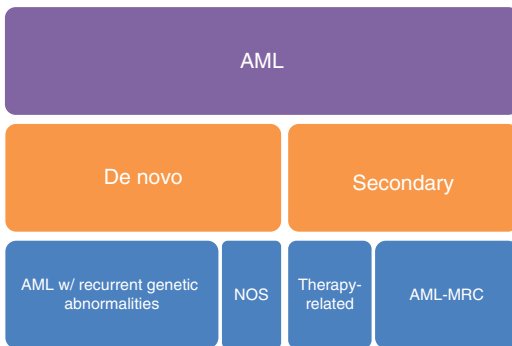 AML
De novo
Secondary
AML w/ recurrent genetic
abnormalities
NOS
Therapy-
related
AML-MRC